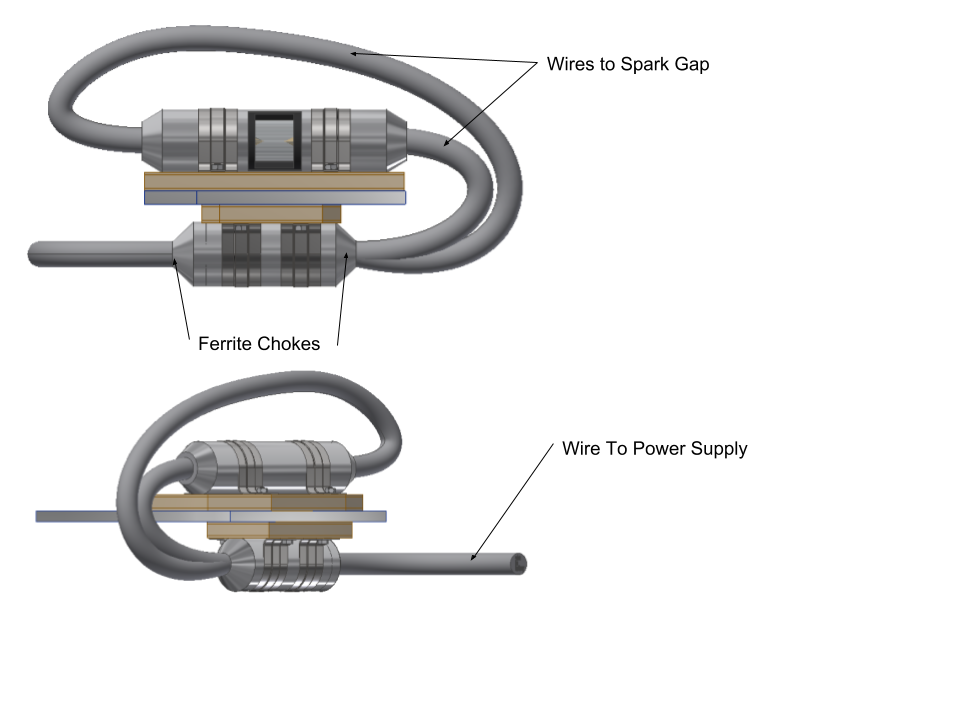 Wires to Spark Gap
Ferrite Chokes
Wire To Power Supply